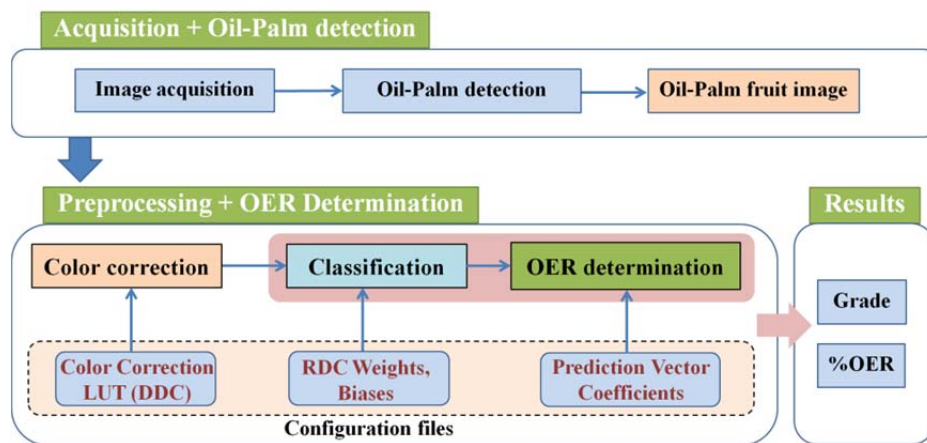 Acquisition + Oil-Palm detection
Image acquisition
Oil-Palm detection
Oil-Palm fruit image
Preprocessing + OER Determination
Results
Color correction
Classification
OER determination
Grade
%OER
Color Correction
LUT (DDC)
RDC Weights,
Biases
Prediction Vector
Coefficients
Configuration files